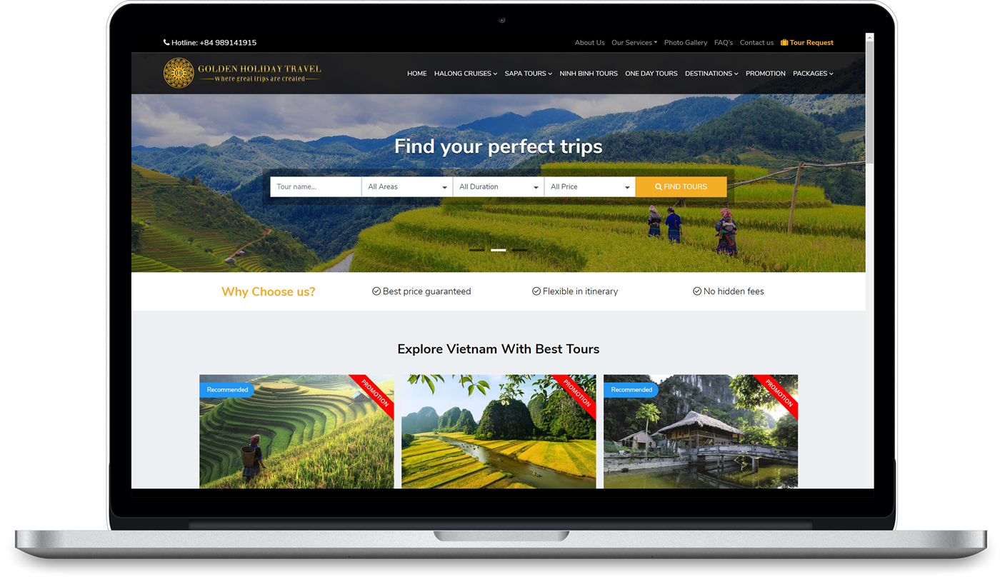 Hotline: +84 989141915
About Us Our Services Photo Gallery FAQ's Contact us Tour Request
GOLDEN HOLIDAY TRAVEL
where great trips are created
HOME HALONG CRUISES SAPA TOURS NINH BINH TOURS ONE DAY TOURS DESTINATIONS PROMOTION PACKAGES
Find your perfect trips
Tour name... All Areas All Duration All Price FIND TOURS
Why Choose us? Best price guaranteed Flexible in itinerary No hidden fees
Explore Vietnam With Best Tours
Recommended PROMOTION PROMOTION Recommended PROMOTION